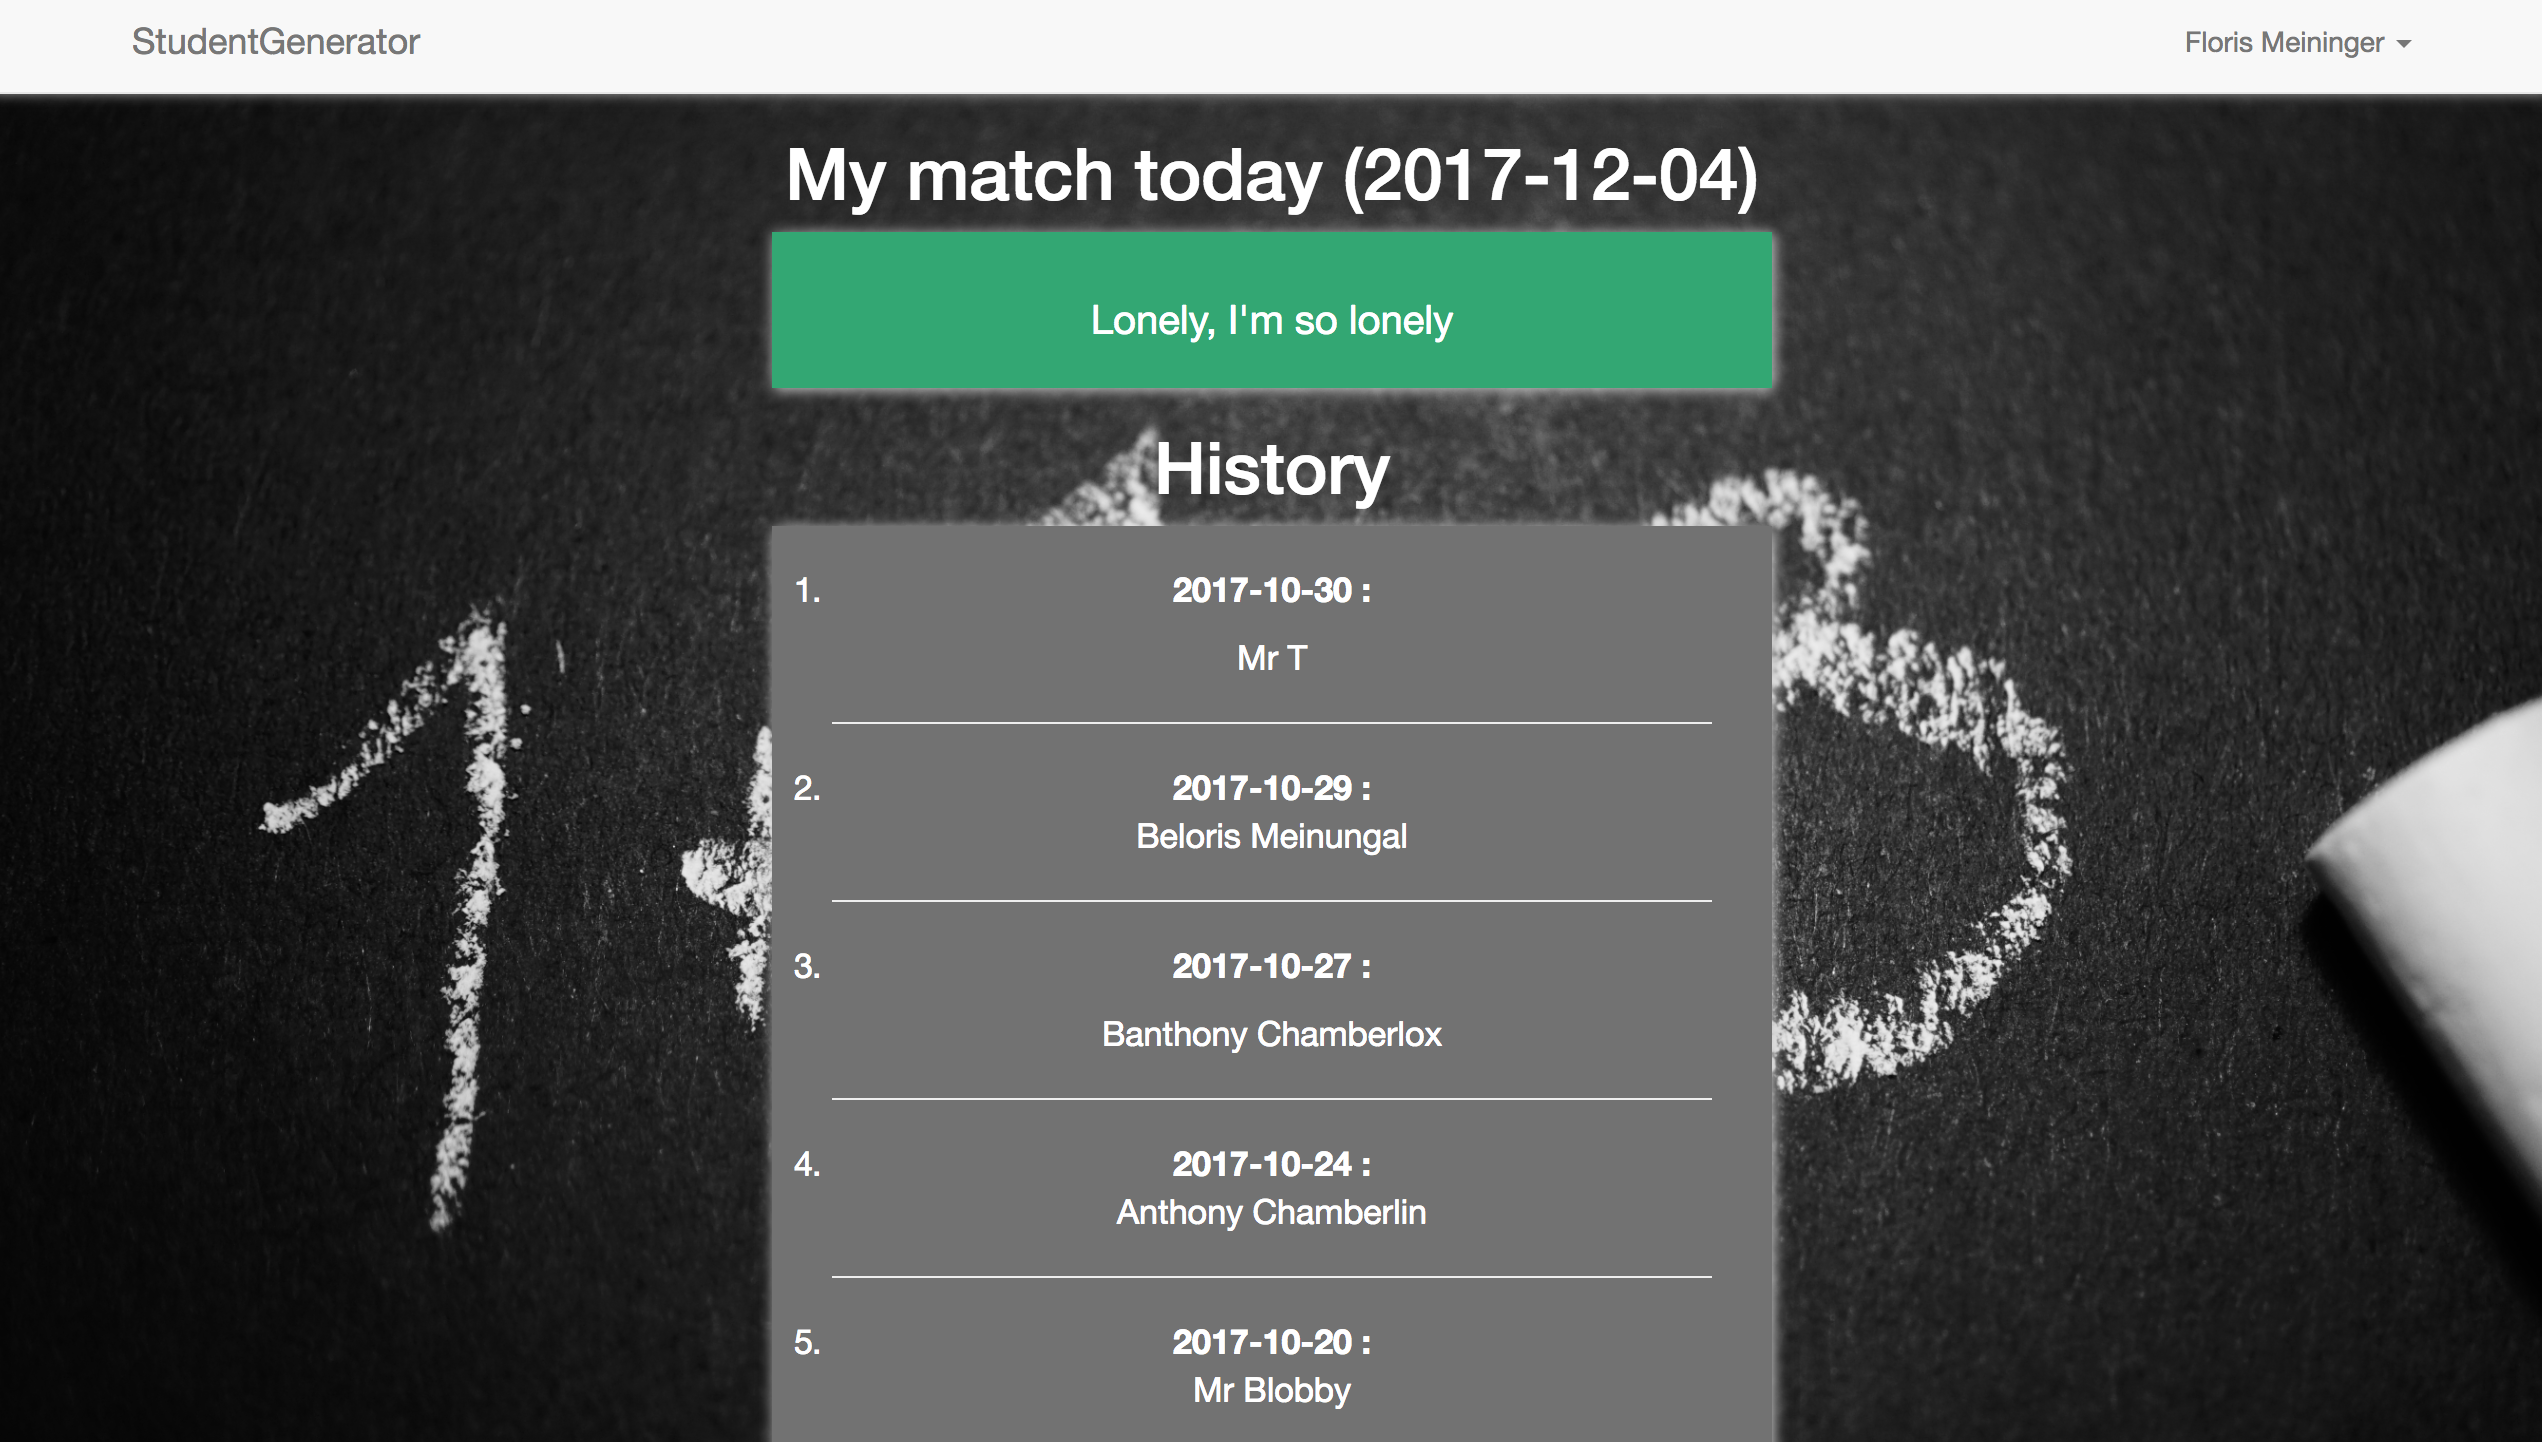 StudentGenerator
Floris Meininger
My match today (2017-12-04)
Lonely, I'm so lonely
History
1. 2017-10-30 :
Mr T
2. 2017-10-29 :
Beloris Meinungal
3. 2017-10-27 :
Banthony Chamberlox
4. 2017-10-24 :
Anthony Chamberlin
5. 2017-10-20 :
Mr Blobby